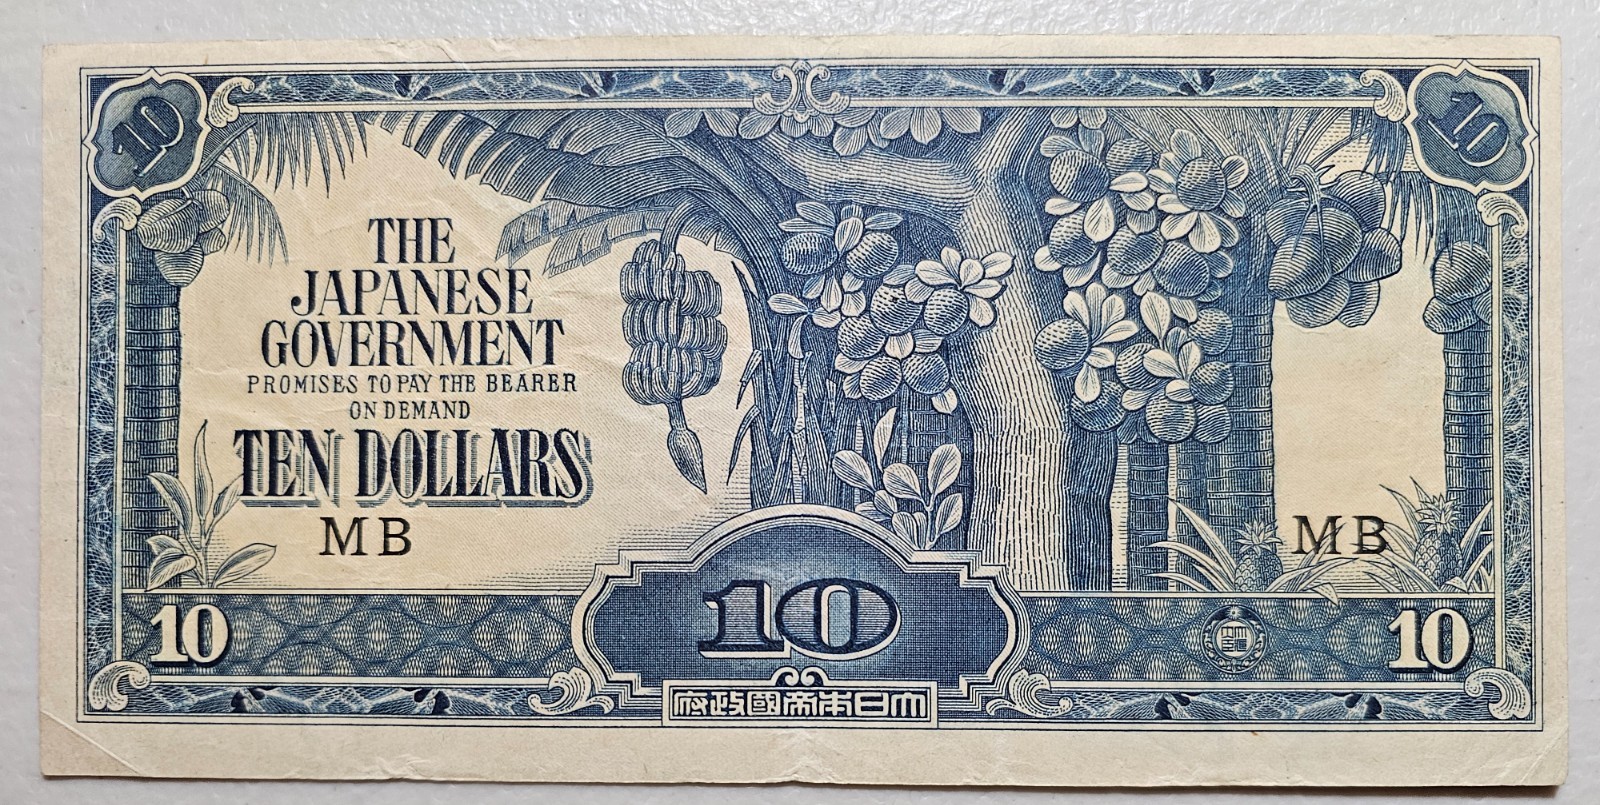 10
10
THE
JAPANESE
GOVERNMENT
PROMISES TO PAY THE BEARER
ON DEMAND
TEN DOLLARS
MB
MB
10
10
10
府政國帝本日大